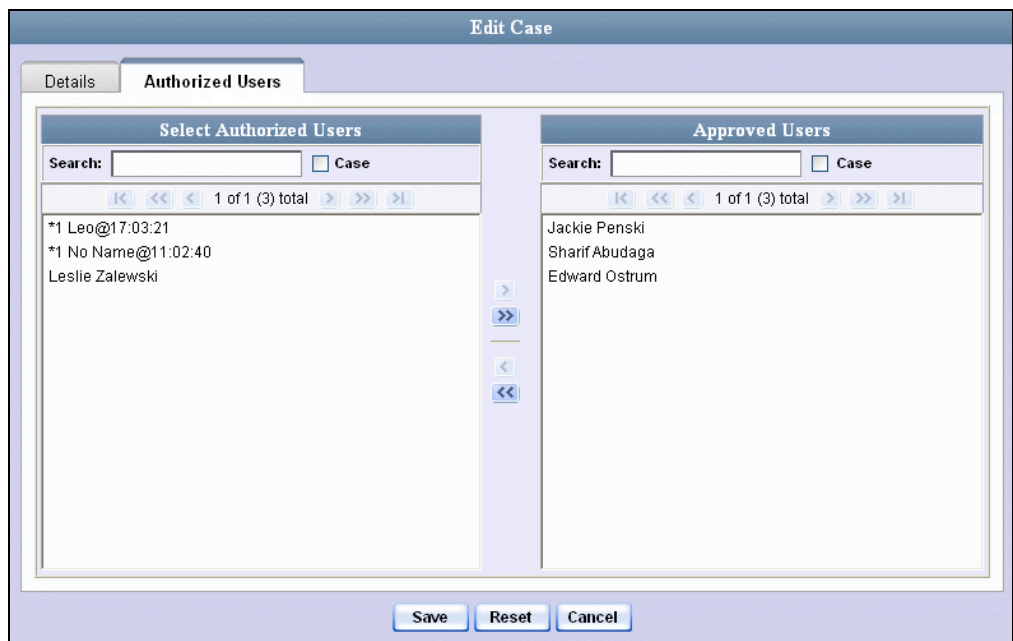 Edit Case
Details
Authorized Users
Select Authorized Users
Search:
Case
|< << < 1 of 1 (3) total > >> >|
*1 Leo@17:03:21
*1 No Name@11:02:40
Leslie Zalewski
>
>>
<
<<
Approved Users
Search:
Case
|< << < 1 of 1 (3) total > >> >|
Jackie Penski
Sharif Abudaga
Edward Ostrum
Save
Reset
Cancel